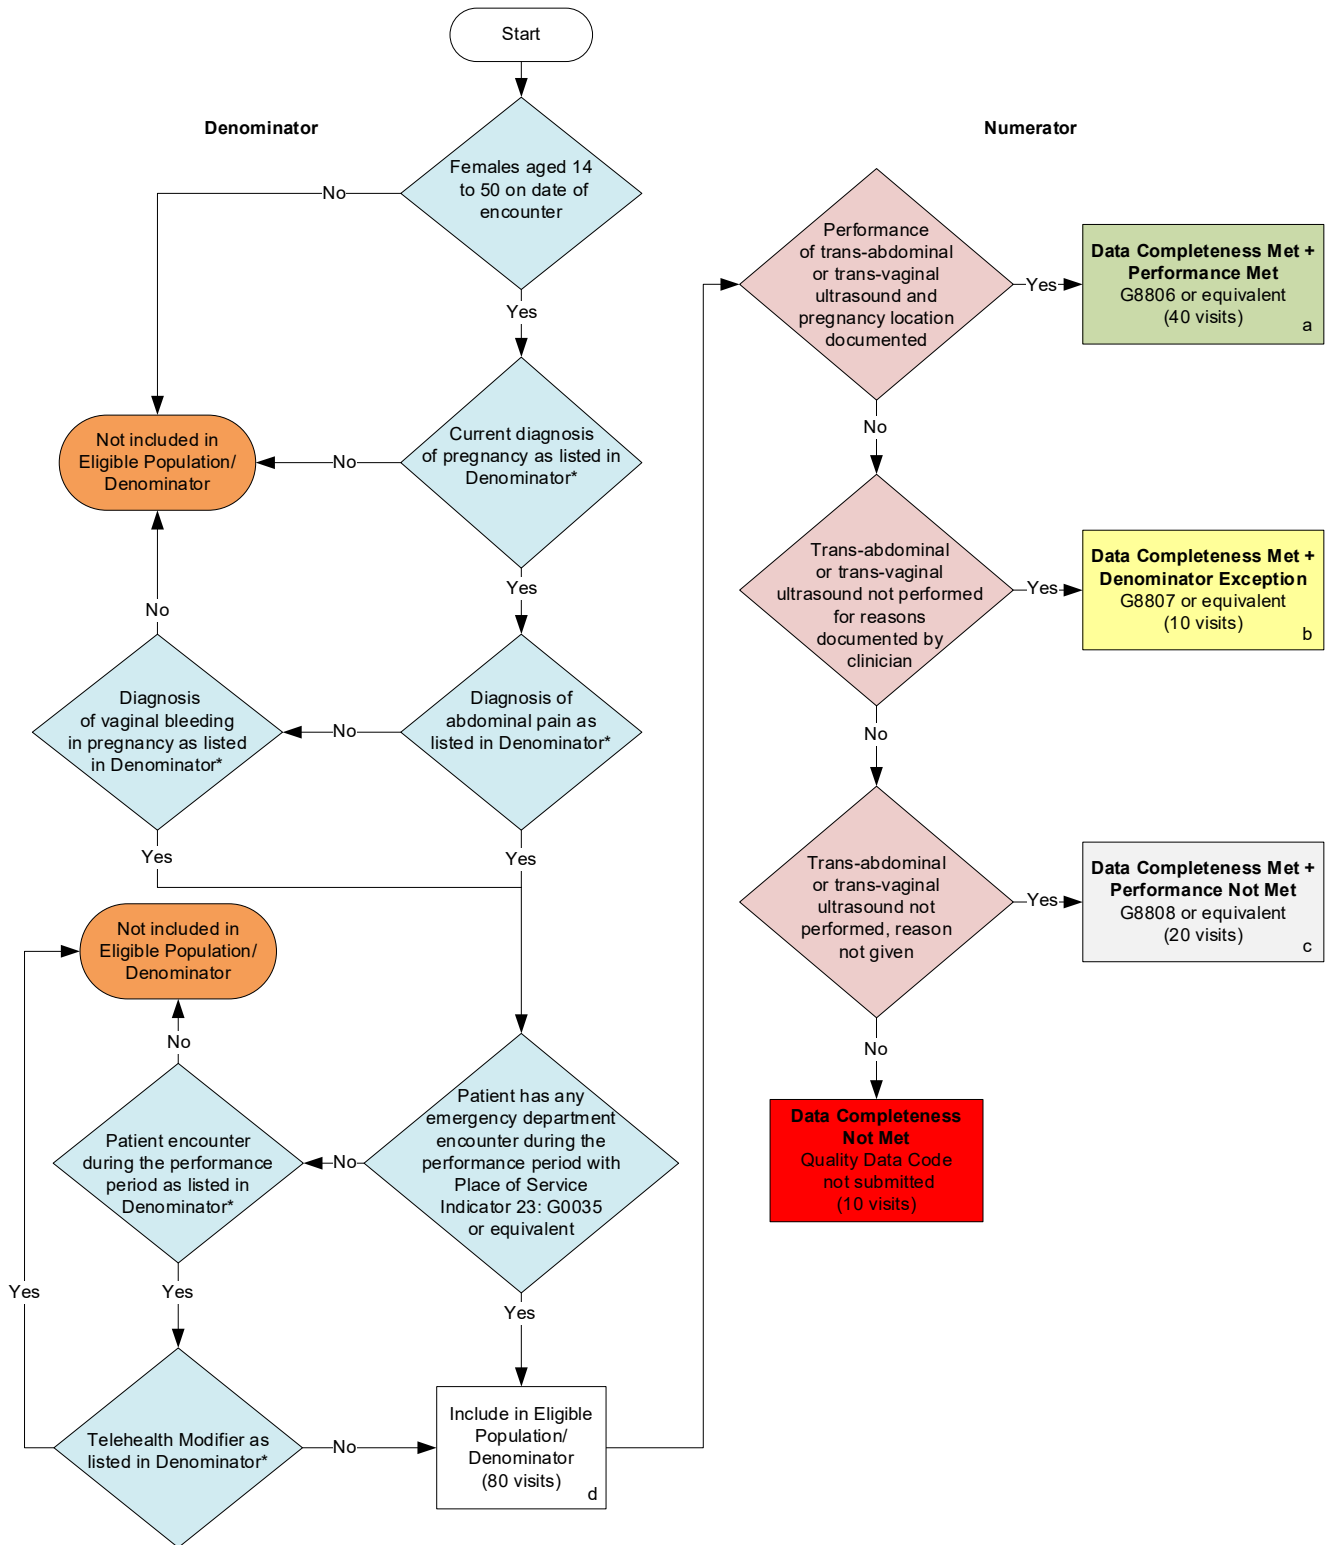 Start
Denominator
Numerator
Females aged 14
to 50 on date of
encounter
No
Yes
Current diagnosis
of pregnancy as listed in
Denominator*
No
Not included in
Eligible Population/
Denominator
Yes
No
Diagnosis of
abdominal pain as
listed in Denominator*
No
Diagnosis
of vaginal bleeding
in pregnancy as listed
in Denominator*
Yes
Yes
Not included in
Eligible Population/
Denominator
No
Patient has any
emergency department
encounter during the
performance period with
Place of Service
Indicator 23: G0035
or equivalent
No
Patient encounter
during the performance
period as listed in
Denominator*
Yes
Yes
Yes
Telehealth Modifier as
listed in Denominator*
No
Include in Eligible
Population/
Denominator
(80 visits)
d
Performance
of trans-abdominal
or trans-vaginal
ultrasound and
pregnancy location
documented
Yes
Data Completeness Met +
Performance Met
G8806 or equivalent
(40 visits)
a
No
Trans-abdominal
or trans-vaginal
ultrasound not performed
for reasons
documented by
clinician
Yes
Data Completeness Met +
Denominator Exception
G8807 or equivalent
(10 visits)
b
No
Trans-abdominal
or trans-vaginal
ultrasound not
performed, reason
not given
Yes
Data Completeness Met +
Performance Not Met
G8808 or equivalent
(20 visits)
c
No
Data Completeness
Not Met
Quality Data Code
not submitted
(10 visits)